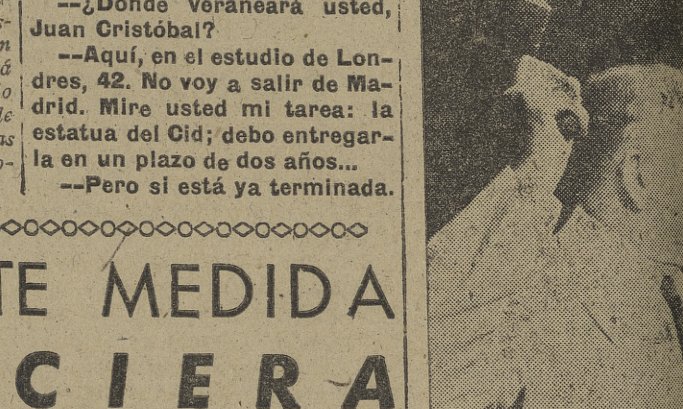 --¿Dónde veraneará usted,
Juan Cristóbal?
--Aquí, en el estudio de Lon-
dres, 42. No voy a salir de Ma-
drid. Mire usted mi tarea: la
estatua del Cid; debo entregar-
la en un plazo de dos años...
--Pero si está ya terminada.
TE MEDIDA
CIERA